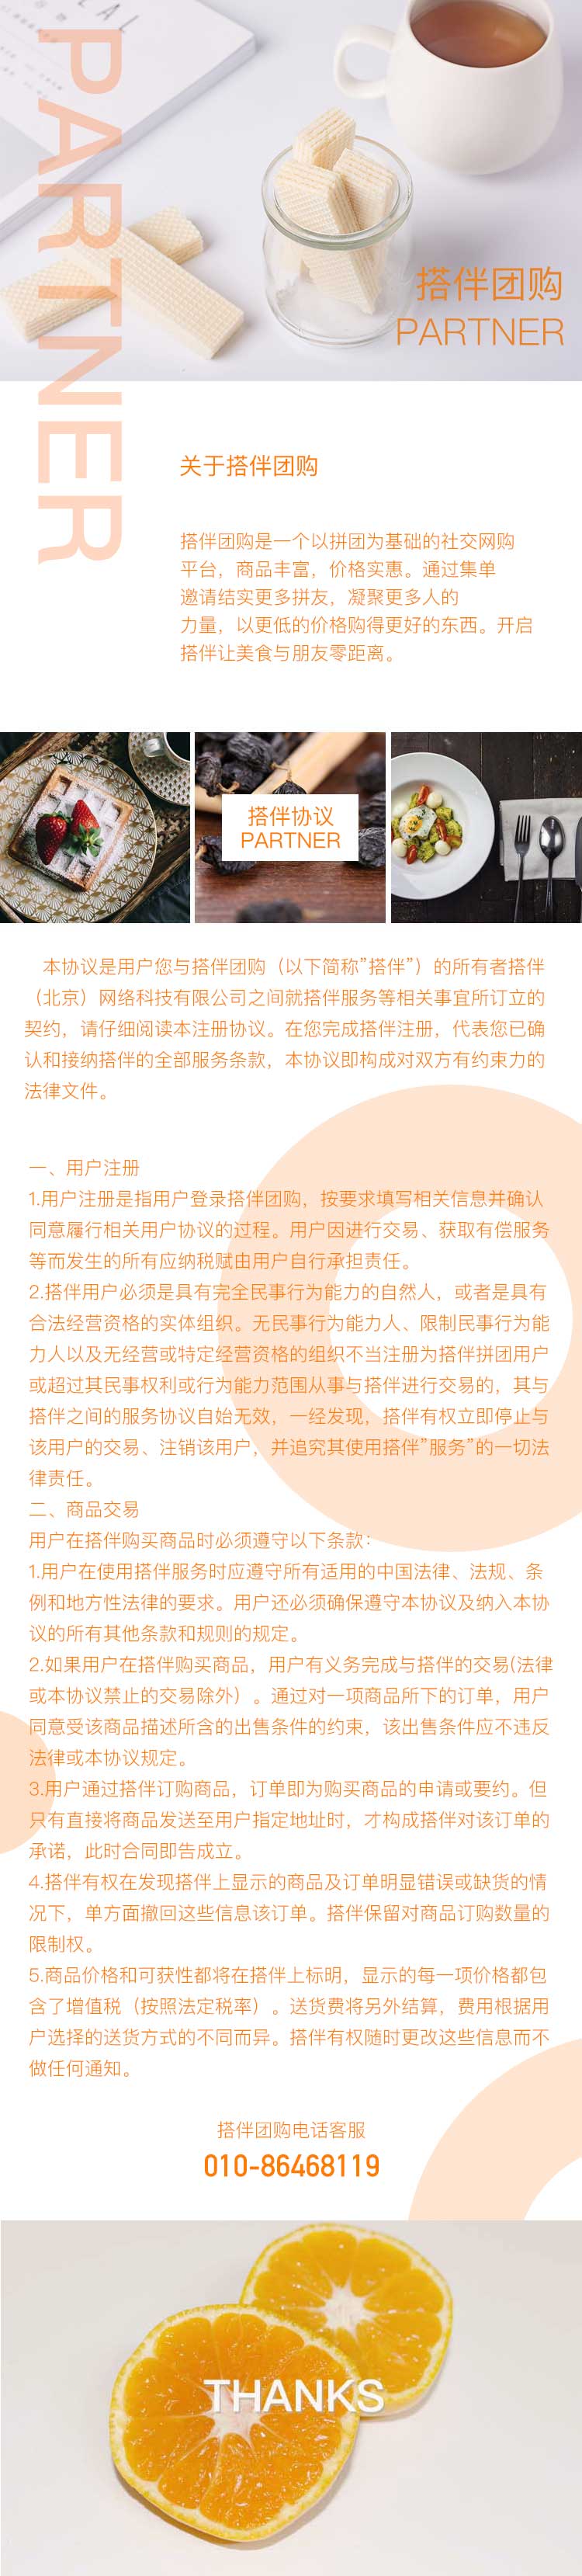 EAL
PARTNER
搭伴团购
PARTNER
关于搭伴团购
搭伴团购是一个以拼团为基础的社交网购
平台，商品丰富，价格实惠。通过集单
邀请结实更多拼友，凝聚更多人的
力量，以更低的价格购得更好的东西。开启
搭伴让美食与朋友零距离。
搭伴协议
PARTNER
本协议是用户您与搭伴团购（以下简称”搭伴”）的所有者搭伴
（北京）网络科技有限公司之间就搭伴服务等相关事宜所订立的
契约，请仔细阅读本注册协议。在您完成搭伴注册，代表您已确
认和接纳搭伴的全部服务条款，本协议即构成对双方有约束力的
法律文件。
一、用户注册
1.用户注册是指用户登录搭伴团购，按要求填写相关信息并确认
同意履行相关用户协议的过程。用户因进行交易、获取有偿服务
等而发生的所有应纳税赋由用户自行承担责任。
2.搭伴用户必须是具有完全民事行为能力的自然人，或者是具有
合法经营资格的实体组织。无民事行为能力人、限制民事行为能
力人以及无经营或特定经营资格的组织不当注册为搭伴拼团用户
或超过其民事权利或行为能力范围从事与搭伴进行交易的，其与
搭伴之间的服务协议自始无效，一经发现，搭伴有权立即停止与
该用户的交易、注销该用户，并追究其使用搭伴”服务”的一切法
律责任。
二、商品交易
用户在搭伴购买商品时必须遵守以下条款：
1.用户在使用搭伴服务时应遵守所有适用的中国法律、法规、条
例和地方性法律的要求。用户还必须确保遵守本协议及纳入本协
议的所有其他条款和规则的规定。
2.如果用户在搭伴购买商品，用户有义务完成与搭伴的交易(法律
或本协议禁止的交易除外）。通过对一项商品所下的订单，用户
同意受该商品描述所含的出售条件的约束，该出售条件应不违反
法律或本协议规定。
3.用户通过搭伴订购商品，订单即为购买商品的申请或要约。但
只有直接将商品发送至用户指定地址时，才构成搭伴对该订单的
承诺，此时合同即告成立。
4.搭伴有权在发现搭伴上显示的商品及订单明显错误或缺货的情
况下，单方面撤回这些信息该订单。搭伴保留对商品订购数量的
限制权。
5.商品价格和可获性都将在搭伴上标明，显示的每一项价格都包
含了增值税（按照法定税率）。送货费将另外结算，费用根据用
户选择的送货方式的不同而异。搭伴有权随时更改这些信息而不
做任何通知。
搭伴团购电话客服
010-86468119
THANKS